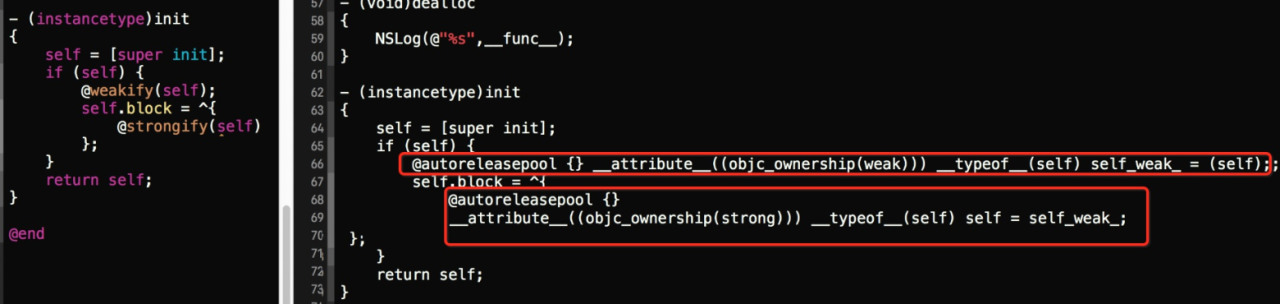 - (instancetype)init
{
self = [super init];
if (self) {
@weakify(self);
self.block = ^{
@strongify(self)
};
}
return self;
}
@end
57 - (void)dealloc
58 {
59 NSLog(@"%s",__func__);
60 }
61
62 - (instancetype)init
63 {
64 self = [super init];
65 if (self) {
66 @autoreleasepool {} __attribute__((objc_ownership(weak))) __typeof__(self) self_weak_ = (self);;
67 self.block = ^{
68 @autoreleasepool {}
69 __attribute__((objc_ownership(strong))) __typeof__(self) self = self_weak_;
70 };
71 }
72 return self;
73 }